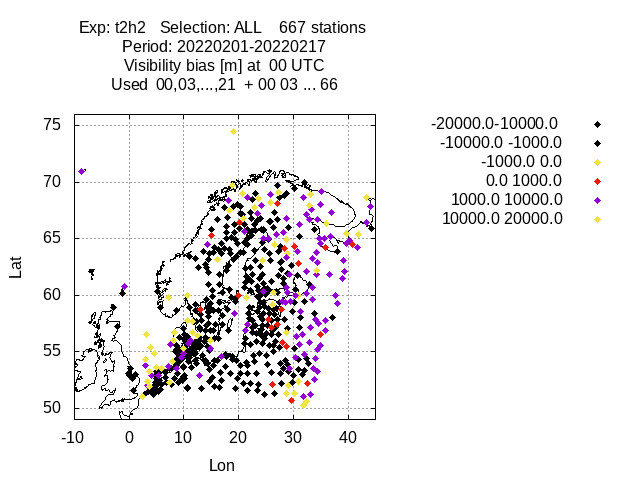 Exp: t2h2   Selection: ALL    667 stations
Period: 20220201-20220217
Visibility bias [m] at  00 UTC
Used  00,03,...,21  + 00 03 ... 66
-20000.0-10000.0
-10000.0 -1000.0
-1000.0 0.0
0.0 1000.0
1000.0 10000.0
10000.0 20000.0
75
70
65
60
55
50
Lat
-10 0 10 20 30 40
Lon